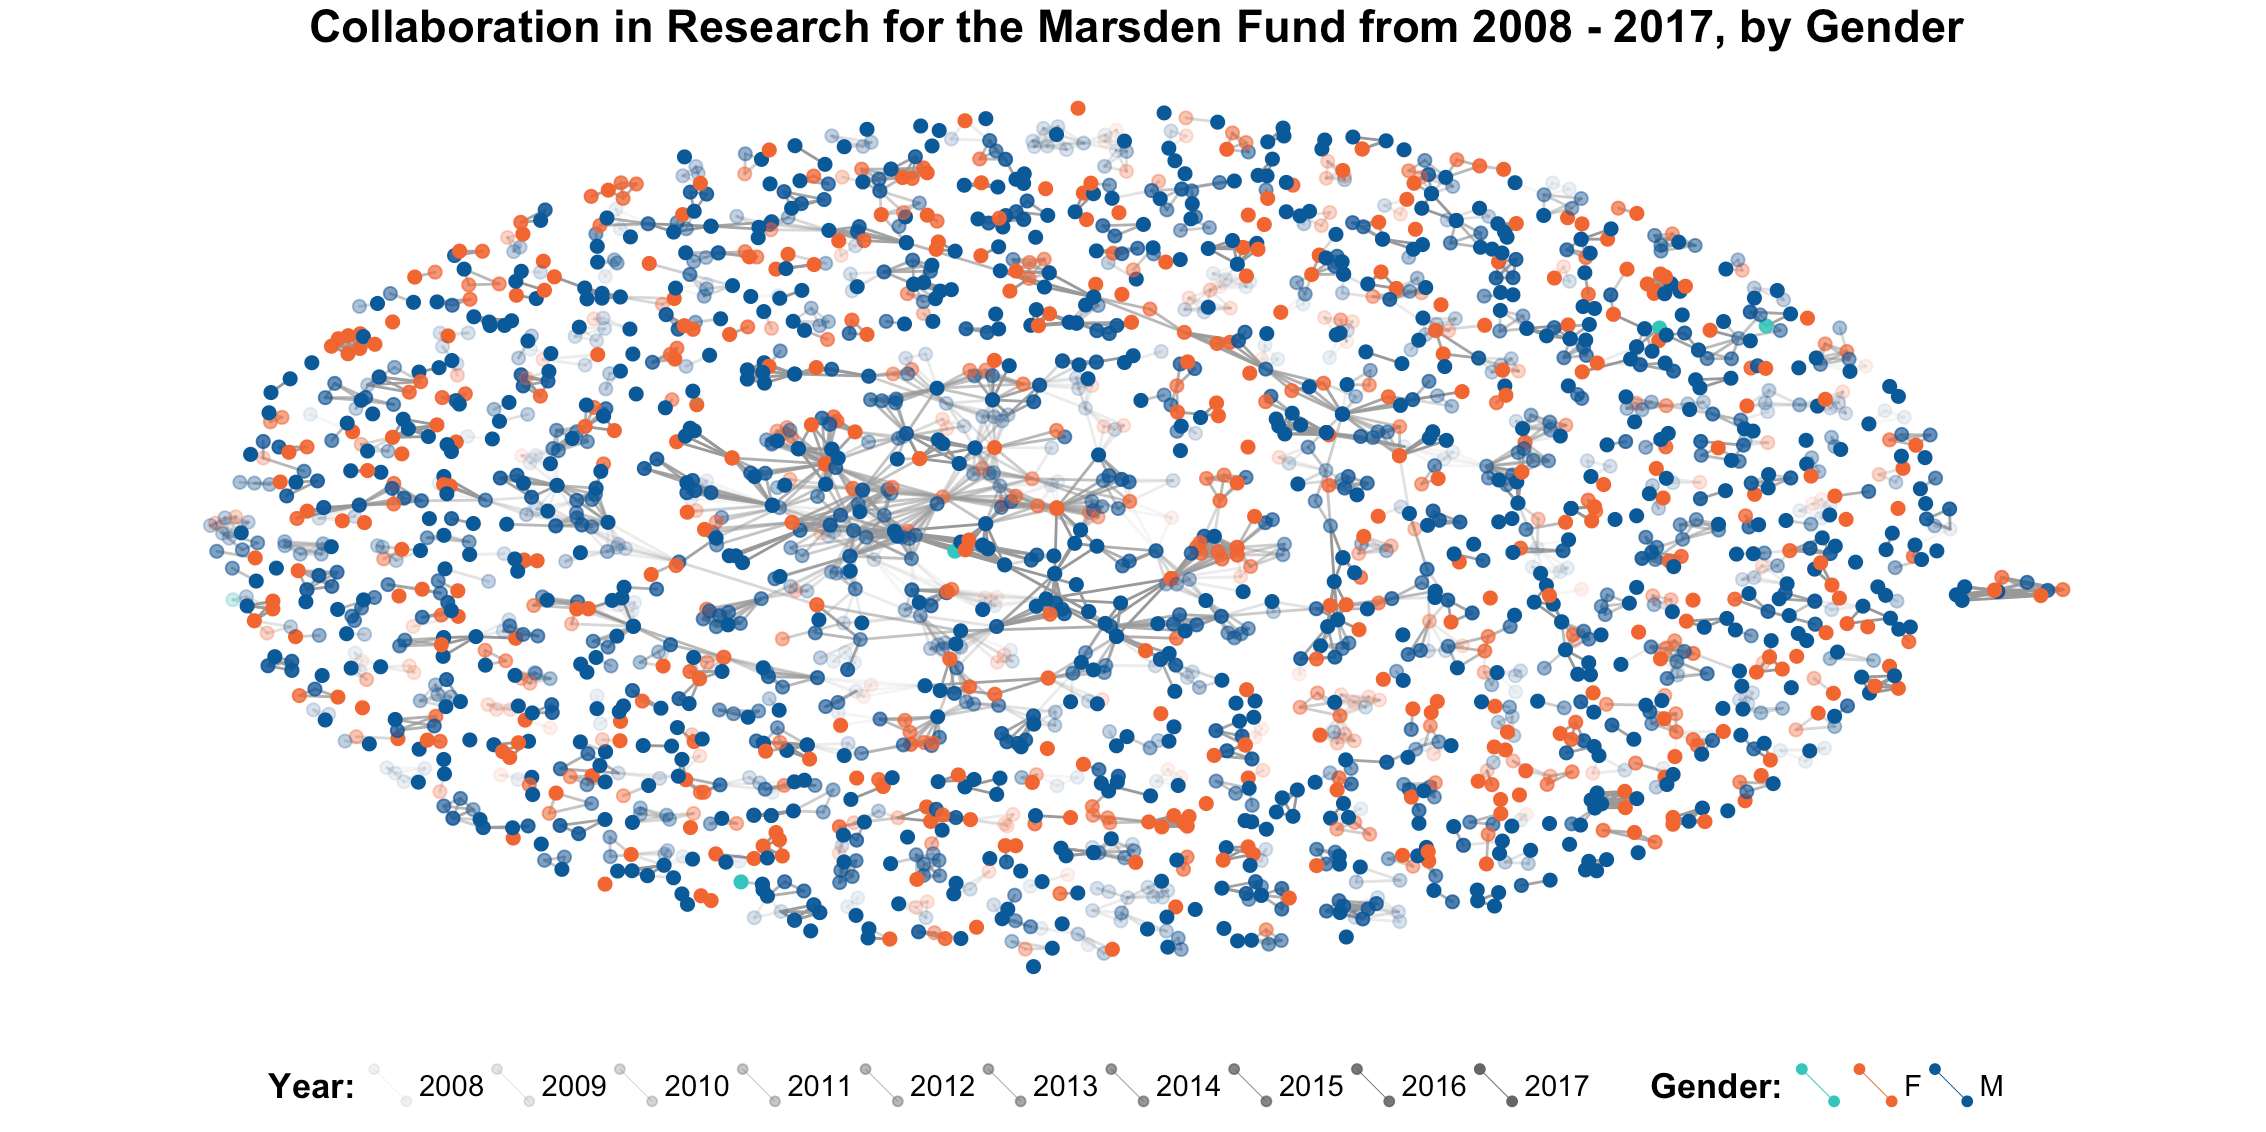 Collaboration in Research for the Marsden Fund from 2008 - 2017, by Gender
Year: 2008 2009 2010 2011 2012 2013 2014 2015 2016 2017 Gender: F M